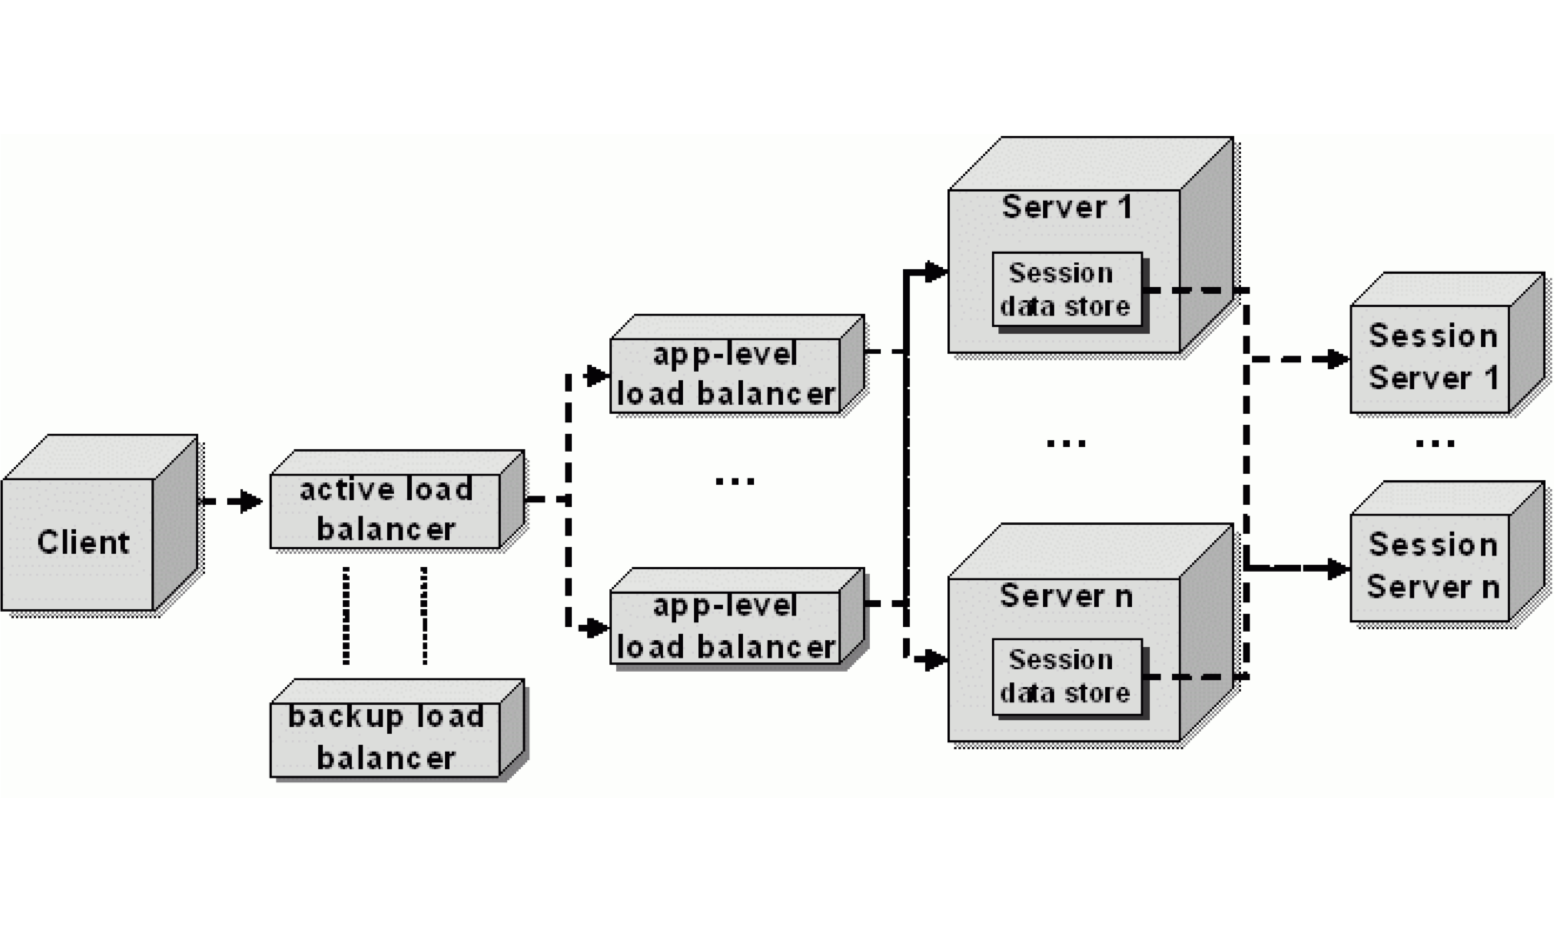 Client
active load
balancer
backup load
balancer
app-level
load balancer
...
app-level
load balancer
Server 1
Session
data store
...
Server n
Session
data store
Session
Server 1
...
Session
Server n